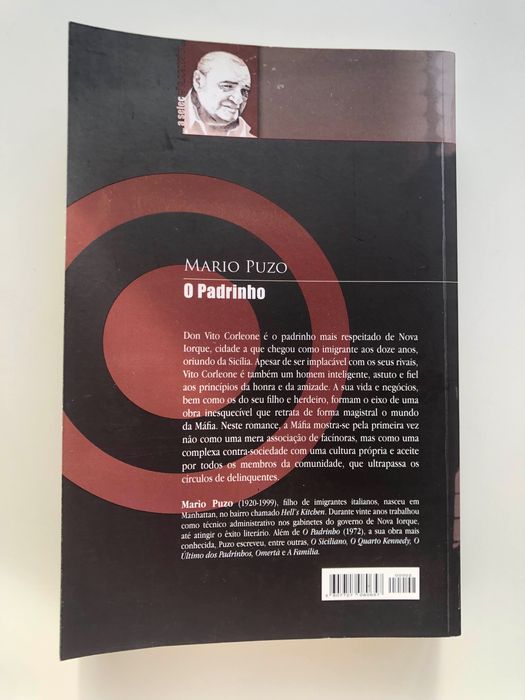 a selec
MARIO PUZO
O Padrinho
Don Vito Corleone é o padrinho mais respeitado de Nova
Iorque, cidade a que chegou como imigrante aos doze anos,
oriundo da Sicília. Apesar de ser implacável com os seus rivais,
Vito Corleone é também um homem inteligente, astuto e fiel
aos princípios da honra e da amizade. A sua vida e negócios,
bem como os do seu filho e herdeiro, formam o eixo de uma
obra inesquecível que retrata de forma magistral o mundo
da Máfia. Neste romance, a Máfia mostra-se pela primeira vez
não como uma mera associação de facínoras, mas como uma
complexa contra-sociedade com uma cultura própria e aceite
por todos os membros da comunidade, que ultrapassa os
círculos de delinquentes.
Mario Puzo (1920-1999), filho de imigrantes italianos, nasceu em
Manhattan, no bairro chamado Hell's Kitchen. Durante vinte anos trabalhou
como técnico administrativo nos gabinetes do governo de Nova Iorque,
até atingir o êxito literário. Além de O Padrinho (1972), a sua obra mais
conhecida, Puzo escreveu, entre outras, O Siciliano, O Quarto Kennedy, O
Último dos Padrinhos, Omertà e A Família.